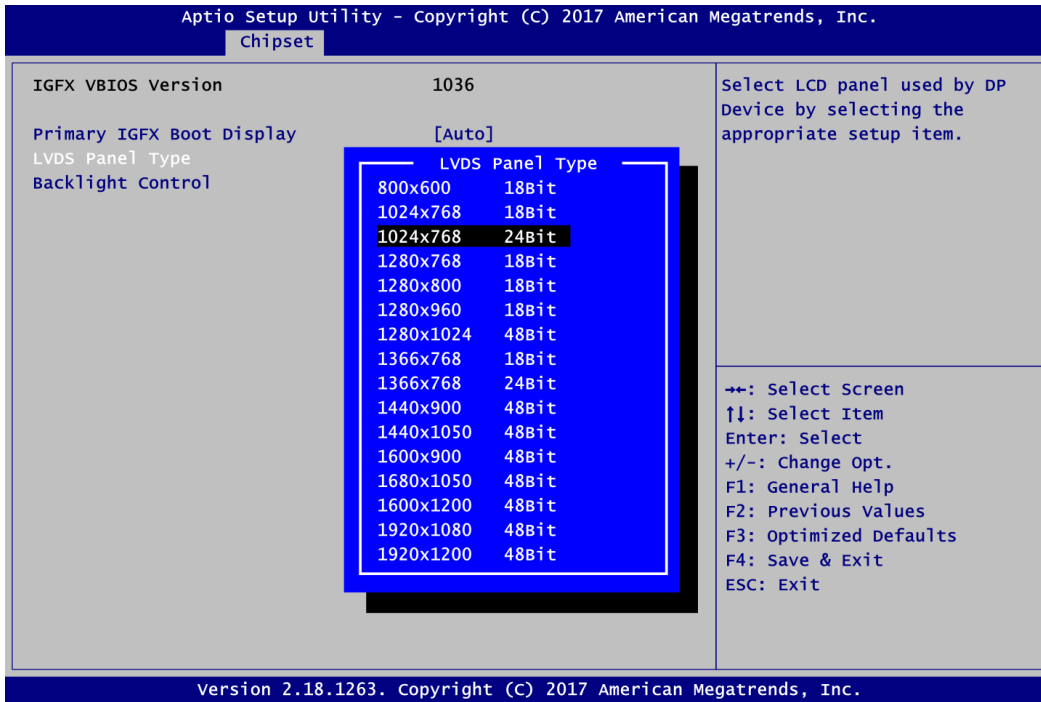 Aptio Setup Utility - Copyright (C) 2017 American Megatrends, Inc.
Chipset
IGFX VBIOS Version 1036
Primary IGFX Boot Display [Auto]
LVDS Panel Type
Backlight Control
LVDS Panel Type
800x600 18Bit
1024x768 18Bit
1024x768 24Bit
1280x768 18Bit
1280x800 18Bit
1280x960 18Bit
1280x1024 48Bit
1366x768 18Bit
1366x768 24Bit
1440x900 48Bit
1440x1050 48Bit
1600x900 48Bit
1680x1050 48Bit
1600x1200 48Bit
1920x1080 48Bit
1920x1200 48Bit
Select LCD panel used by DP
Device by selecting the
appropriate setup item.
→←: Select Screen
↑↓: Select Item
Enter: Select
+/-: Change Opt.
F1: General Help
F2: Previous Values
F3: Optimized Defaults
F4: Save & Exit
ESC: Exit
Version 2.18.1263. Copyright (C) 2017 American Megatrends, Inc.